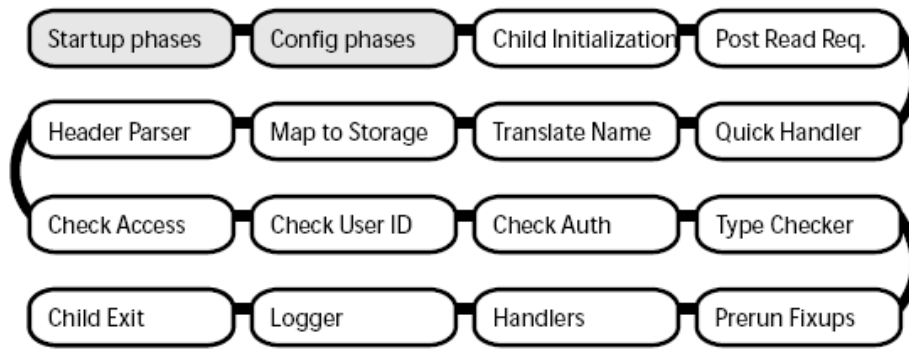 Startup phases
Config phases
Child Initialization
Post Read Req.
Header Parser
Map to Storage
Translate Name
Quick Handler
Check Access
Check User ID
Check Auth
Type Checker
Child Exit
Logger
Handlers
Prerun Fixups